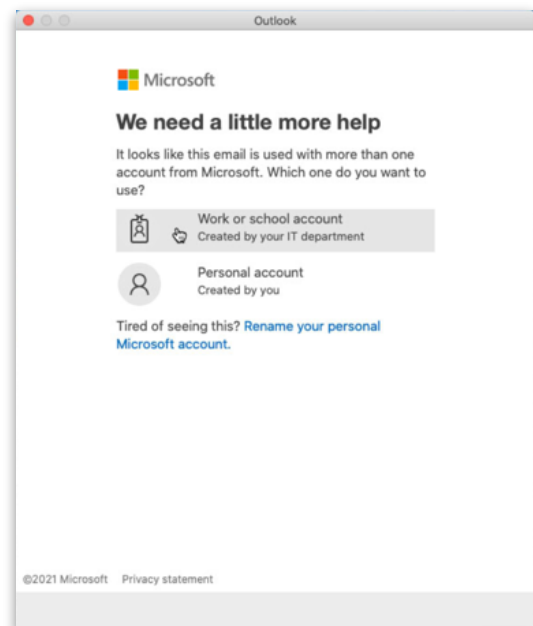 Outlook
Microsoft
We need a little more help
It looks like this email is used with more than one
account from Microsoft. Which one do you want to
use?
Work or school account
Created by your IT department
Personal account
Created by you
Tired of seeing this? Rename your personal
Microsoft account.
©2021 Microsoft Privacy statement